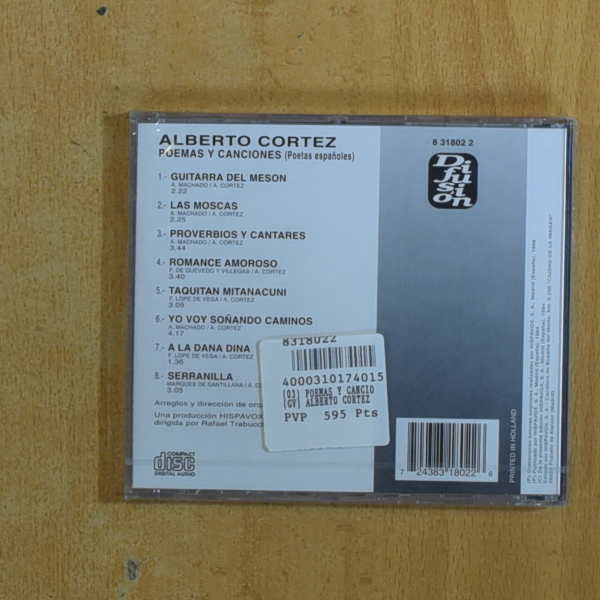 ALBERTO CORTEZ
POEMAS Y CANCIONES (Poetas españoles)
1.- GUITARRA DEL MESON
A. MACHADO / A. CORTEZ
2.22
2.- LAS MOSCAS
A. MACHADO / A. CORTEZ
2.25
3.- PROVERBIOS Y CANTARES
A. MACHADO / A. CORTEZ
3.44
4.- ROMANCE AMOROSO
F. DE QUEVEDO Y VILLEGAS / A. CORTEZ
3.40
5.- TAQUITAN MITANACUNI
F. LOPE DE VEGA / A. CORTEZ
3.05
6.- YO VOY SOÑANDO CAMINOS
A. MACHADO / A. CORTEZ
4.17
7.- A LA DANA DINA
F. LOPE DE VEGA / A. CORTEZ
1.36
8.- SERRANILLA
MARQUES DE SANTILLANA / A.
3.05
Arreglos y dirección de
Una producción HISPAVOX
dirigida por Rafael Trabucc
COMPACT
disc
DIGITAL AUDIO
8318022
4000310174015
(03) POEMAS Y CANCIO
(GV) ALBERTO CORTEZ
PVP 595 Pts
8 31802 2
Difusión
7 24383 18022 6
PRINTED IN HOLLAND